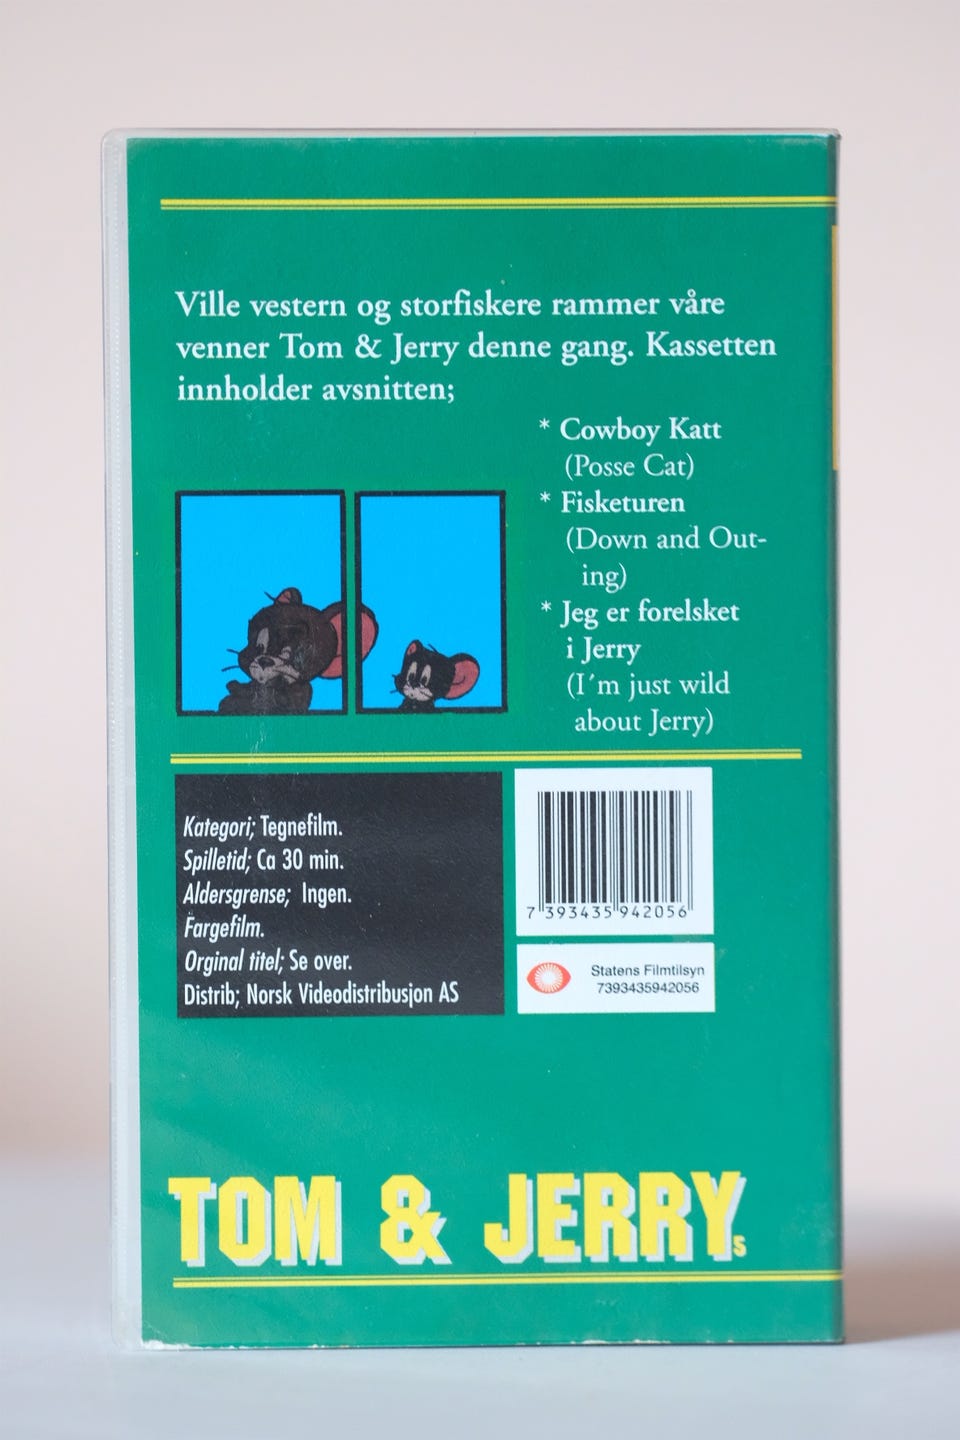 Ville vestern og storfiskere rammer våre
venner Tom & Jerry denne gang. Kassetten
innholder avsnitten;
* Cowboy Katt
(Posse Cat)
* Fisketuren
(Down and Out-
ing)
* Jeg er forelsket
i Jerry
(I´m just wild
about Jerry)
Kategori; Tegnefilm.
Spilletid; Ca 30 min.
Aldersgrense; Ingen.
Fargefilm.
Orginal titel; Se over.
Distrib; Norsk Videodistribusjon AS
7 393435 942056
Statens Filmtilsyn
7393435942056
TOM & JERRYs